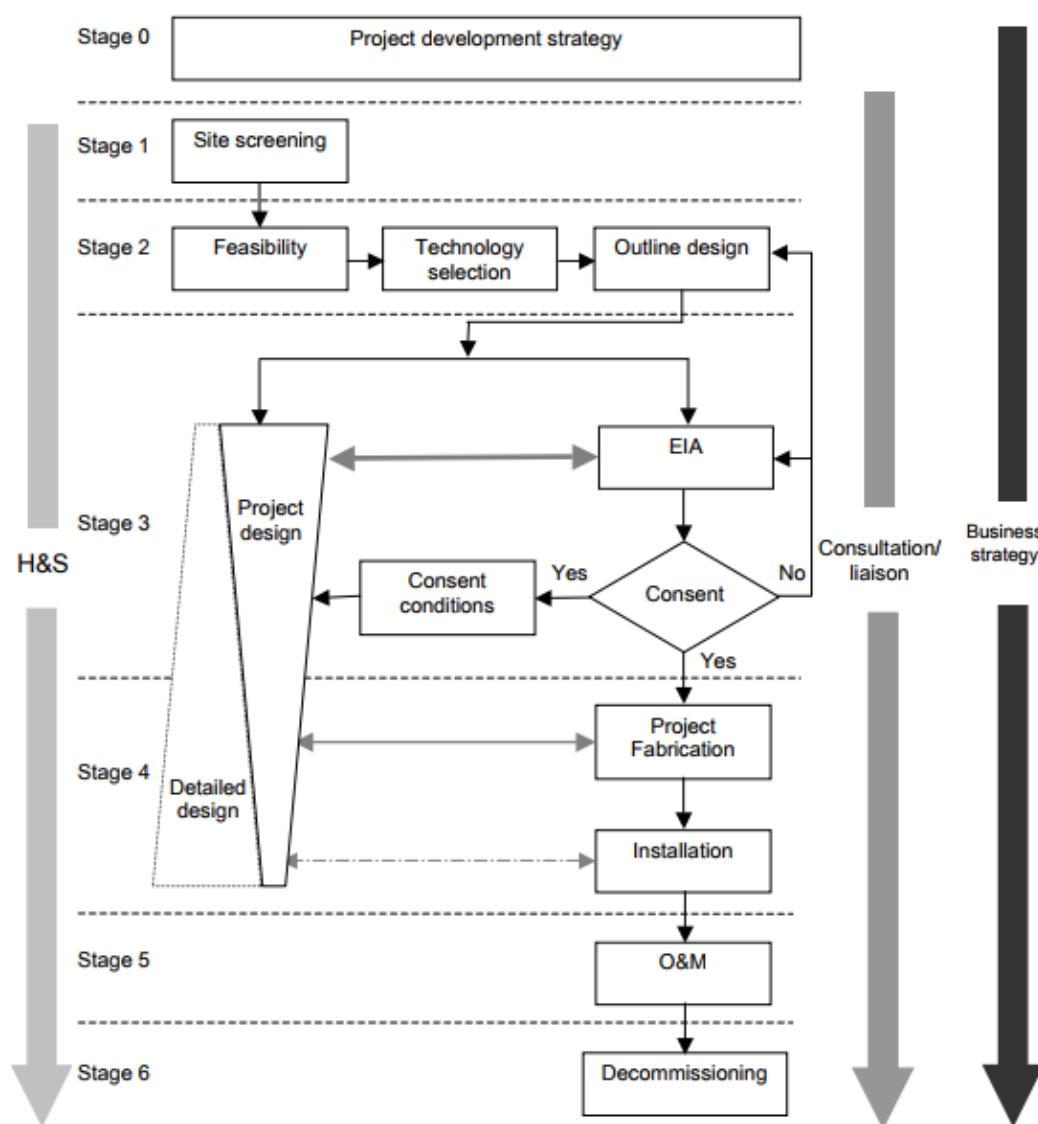 Stage 0
Project development strategy
Stage 1
Site screening
Stage 2
Feasibility
Technology
selection
Outline design
Stage 3
Project
design
EIA
Consent
conditions
Yes
Consent
No
Yes
H&S
Consultation/
liaison
Business
strategy
Stage 4
Detailed
design
Project
Fabrication
Installation
Stage 5
O&M
Stage 6
Decommissioning